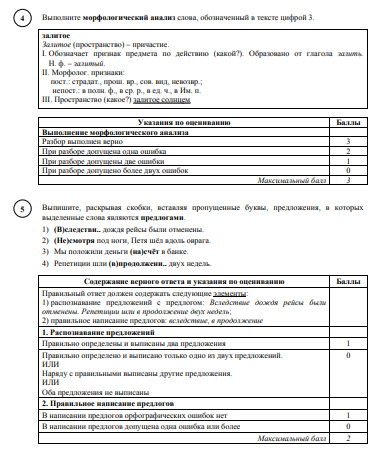 4
Выполните морфологический анализ слова, обозначенный в тексте цифрой 3.
залитое
Залитое (пространство) – причастие.
I. Обозначает признак предмета по действию (какой?). Образовано от глагола залить.
Н. ф. – залитый.
II. Морфолог. признаки:
пост.: страдат., прош. вр., сов. вид, невозвр.;
непост.: в полн. ф., в ср. р., в ед. ч., в Им. п.
III. Пространство (какое?) залитое солнцем
Указания по оцениванию Баллы
Выполнение морфологического анализа
Разбор выполнен верно 3
При разборе допущена одна ошибка 2
При разборе допущены две ошибки 1
При разборе допущено более двух ошибок 0
Максимальный балл 3
5
Выпишите, раскрывая скобки, вставляя пропущенные буквы, предложения, в которых
выделенные слова являются предлогами.
1) (В)следстви.. дождя рейсы были отменены.
2) (Не)смотря под ноги, Петя шёл вдоль оврага.
3) Мы положили деньги (на)счёт в банке.
4) Репетиции шли (в)продолжени.. двух недель.
Содержание верного ответа и указания по оцениванию Баллы
Правильный ответ должен содержать следующие элементы:
1) распознавание предложений с предлогом: Вследствие дождя рейсы были
отменены. Репетиции шли в продолжение двух недель;
2) правильное написание предлогов: вследствие, в продолжение
1. Распознавание предложений
Правильно определены и выписаны два предложения 1
Правильно определено и выписано только одно из двух предложений. 0
ИЛИ
Наряду с правильными выписаны другие предложения.
ИЛИ
Оба предложения не выписаны
2. Правильное написание предлогов
В написании предлогов орфографических ошибок нет 1
В написании предлогов допущена одна ошибка или более 0
Максимальный балл 2